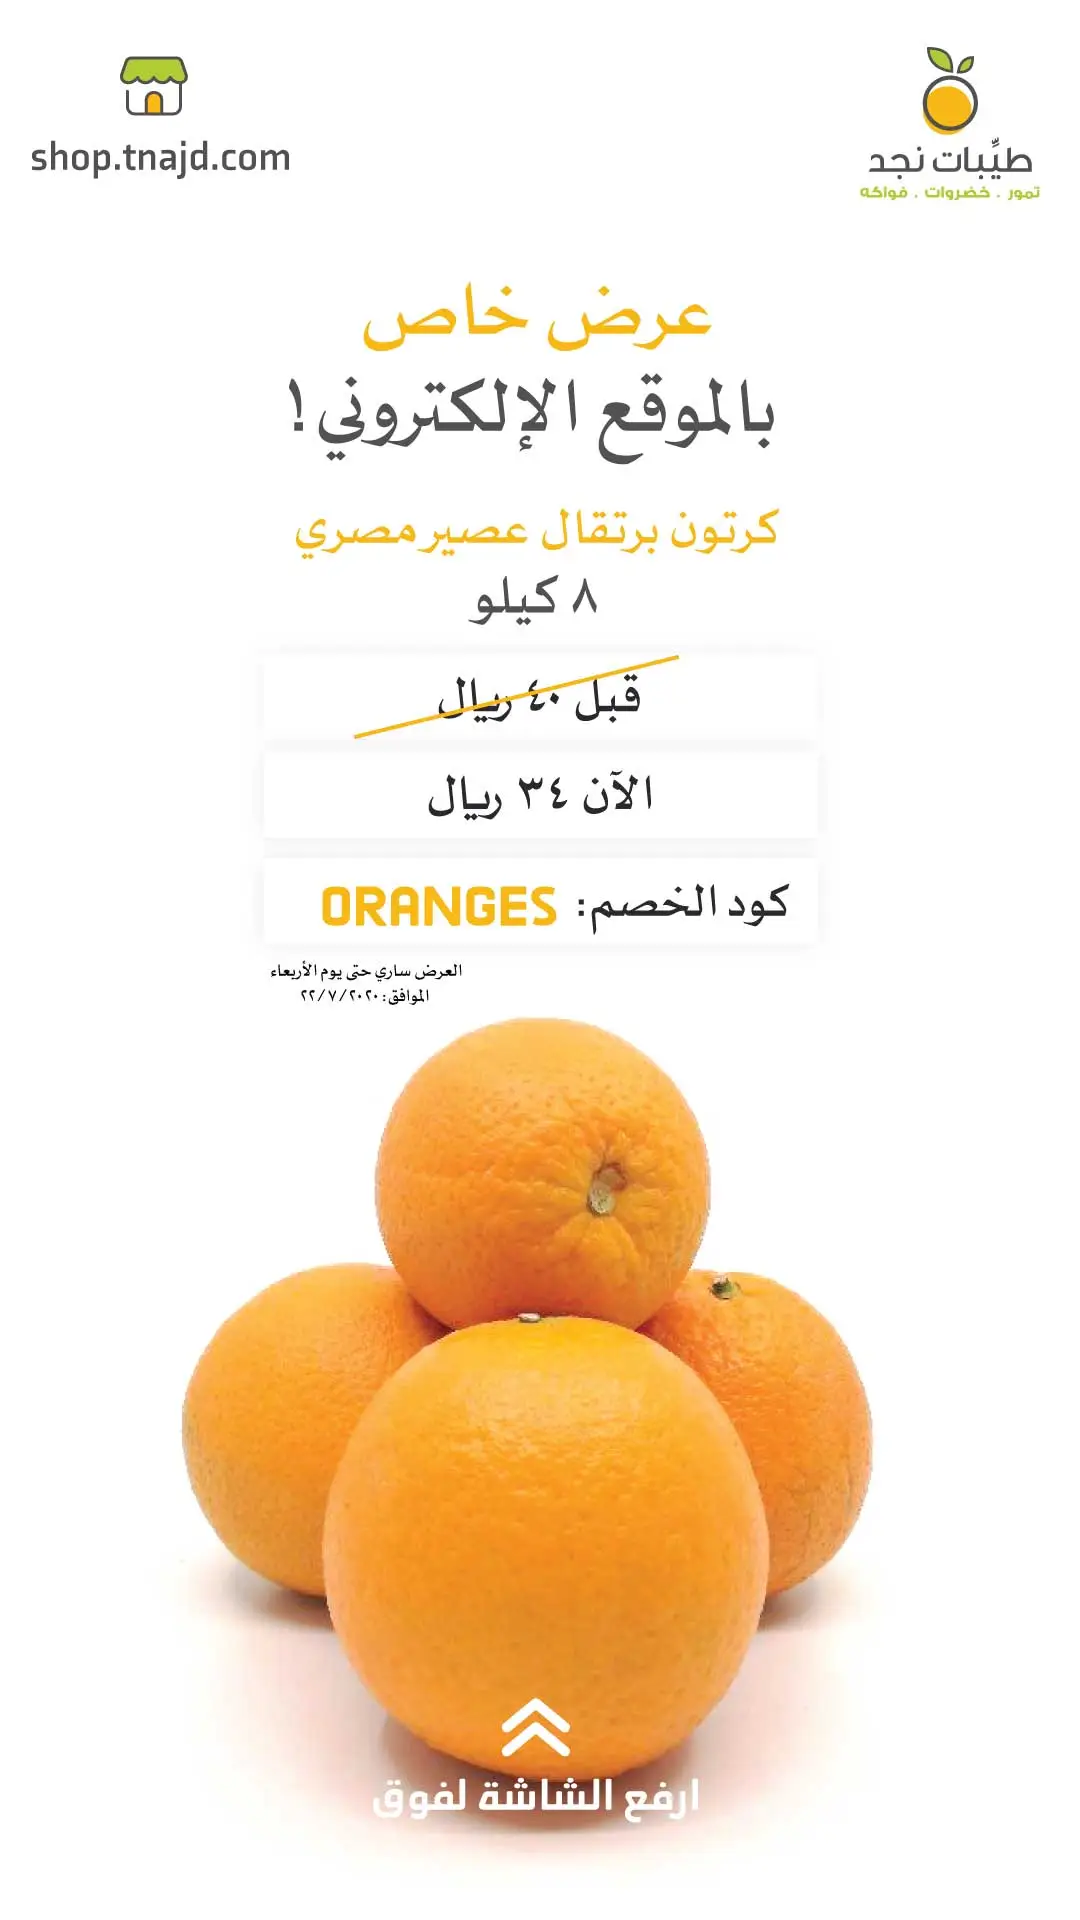 shop.tnajd.com
طيِّبات نجد
تمور . خضروات . فواكه
عرض خاص
بالموقع الإلكتروني!
كرتون برتقال عصير مصري
٨ كيلو
قبل ٤٠ ريال
الآن ٣٤ ريال
كود الخصم: ORANGES
العرض ساري حتى يوم الأربعاء
الموافق: ٢٢/٧/٢٠٢٠
ارفع الشاشة لفوق